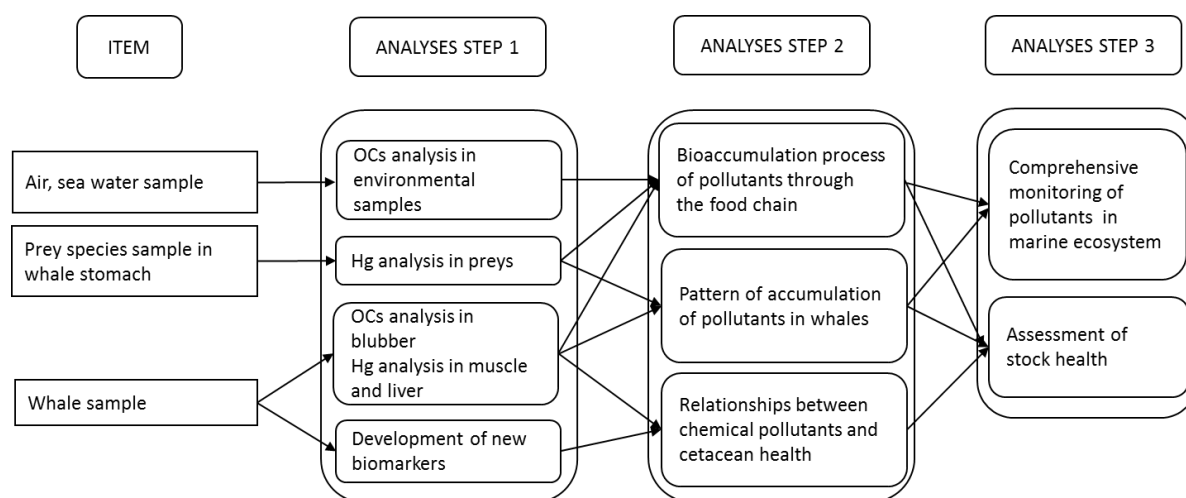 ITEM
ANALYSES STEP 1
ANALYSES STEP 2
ANALYSES STEP 3
Air, sea water sample
Prey species sample in
whale stomach
Whale sample
OCs analysis in
environmental
samples
Hg analysis in preys
OCs analysis in
blubber
Hg analysis in muscle
and liver
Development of new
biomarkers
Bioaccumulation process
of pollutants through
the food chain
Pattern of accumulation
of pollutants in whales
Relationships between
chemical pollutants and
cetacean health
Comprehensive
monitoring of
pollutants in
marine ecosystem
Assessment of
stock health